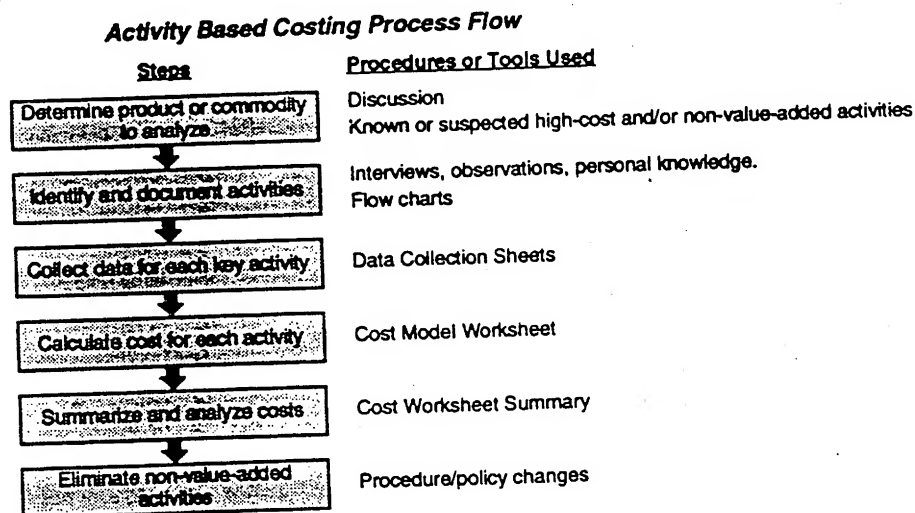 Activity Based Costing Process Flow
Steps
Procedures or Tools Used
Determine product or commodity
to analyze
Discussion
Known or suspected high-cost and/or non-value-added activities
Identify and document activities
Interviews, observations, personal knowledge.
Flow charts
Collect data for each key activity
Data Collection Sheets
Calculate cost for each activity
Cost Model Worksheet
Summarize and analyze costs
Cost Worksheet Summary
Eliminate non-value-added
activities
Procedure/policy changes